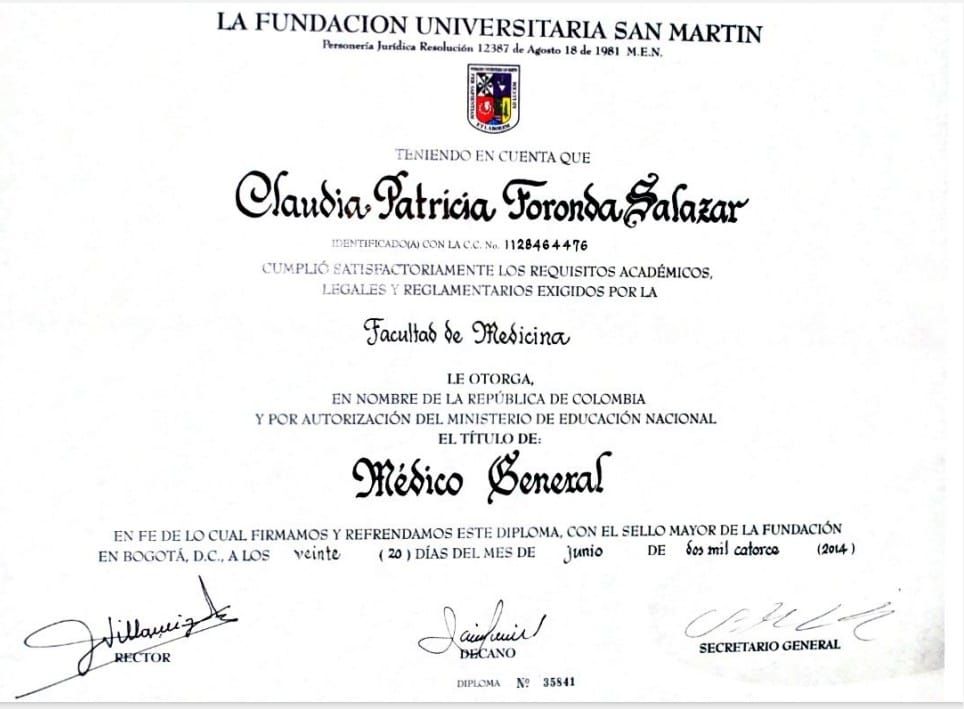 LA FUNDACION UNIVERSITARIA SAN MARTIN
Personería Jurídica Resolución 12387 de Agosto 18 de 1981 M.E.N.
TENIENDO EN CUENTA QUE
Claudia Patricia Foronda Salazar
IDENTIFICADO(A) CON LA C.C. No. 1128464476
CUMPLIÓ SATISFACTORIAMENTE LOS REQUISITOS ACADÉMICOS,
LEGALES Y REGLAMENTARIOS EXIGIDOS POR LA
Facultad de Medicina
LE OTORGA,
EN NOMBRE DE LA REPÚBLICA DE COLOMBIA
Y POR AUTORIZACIÓN DEL MINISTERIO DE EDUCACIÓN NACIONAL
EL TÍTULO DE:
Médico General
EN FE DE LO CUAL FIRMAMOS Y REFRENDAMOS ESTE DIPLOMA, CON EL SELLO MAYOR DE LA FUNDACIÓN
EN BOGOTÁ, D.C., A LOS veinte (20) DÍAS DEL MES DE junio DE dos mil catorce (2014)
RECTOR DECANO SECRETARIO GENERAL
DIPLOMA Nº 35841